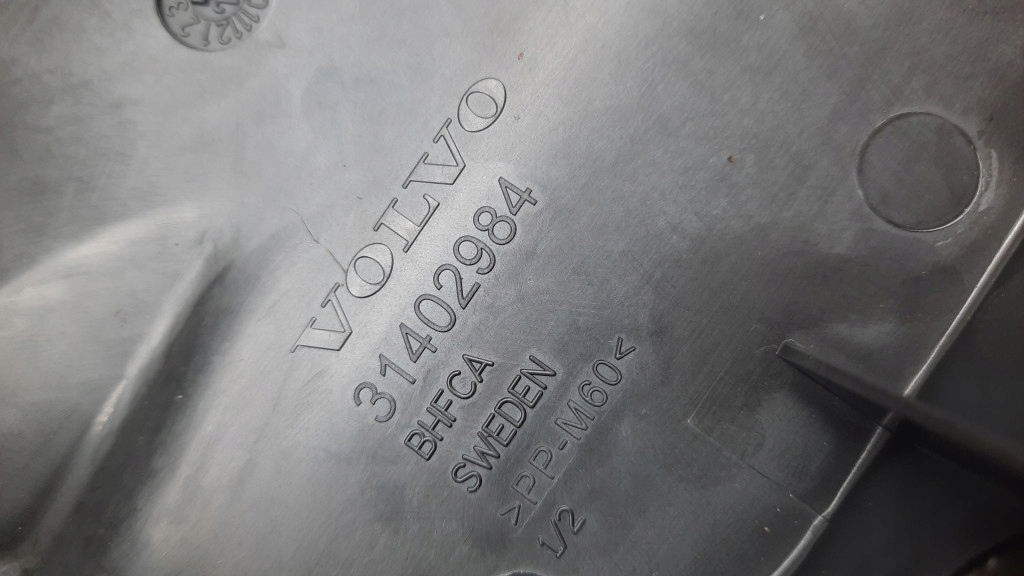 VOLVO
31402984
BHFCA
SWEDEN
>PP-M60<
1/2